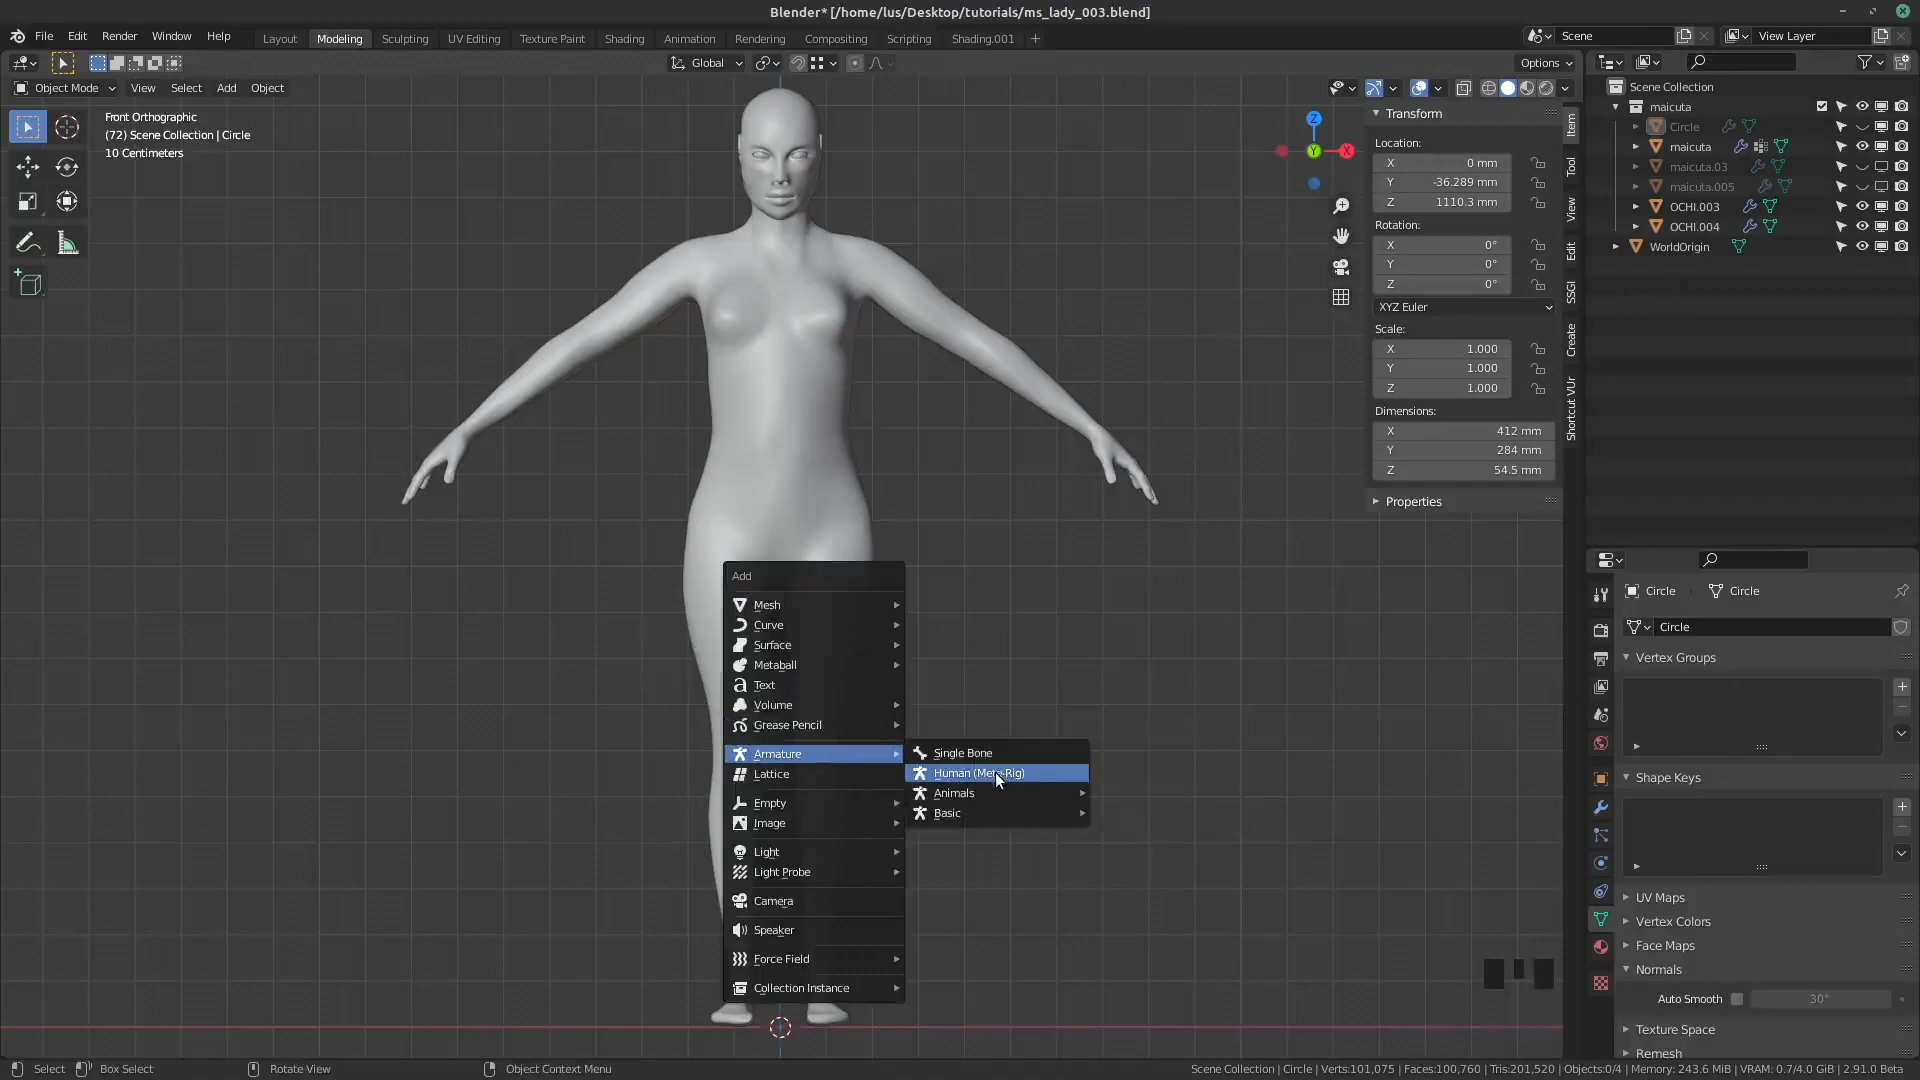 Blender* [/home/lus/Desktop/tutorials/ms_lady_003.blend]
File Edit Render Window Help
Layout Modeling Sculpting UV Editing Texture Paint Shading Animation Rendering Compositing Scripting Shading.001 +
Scene
View Layer
Global
Options
Object Mode View Select Add Object
Front Orthographic
(72) Scene Collection | Circle
10 Centimeters
Z
Y
X
Transform
Location:
X 0 mm
Y -36.289 mm
Z 1110.3 mm
Rotation:
X 0°
Y 0°
Z 0°
XYZ Euler
Scale:
X 1.000
Y 1.000
Z 1.000
Dimensions:
X 412 mm
Y 284 mm
Z 54.5 mm
Properties
Item
Tool
View
Edit
SSGI
Create
Shortcut VUr
Scene Collection
maicuta
Circle
maicuta
maicuta.03
maicuta.005
OCHI.003
OCHI.004
WorldOrigin
Add
Mesh
Curve
Surface
Metaball
Text
Volume
Grease Pencil
Armature
Lattice
Empty
Image
Light
Light Probe
Camera
Speaker
Force Field
Collection Instance
Single Bone
Human (Meta-Rig)
Animals
Basic
Circle Circle
Circle
Vertex Groups
Shape Keys
UV Maps
Vertex Colors
Face Maps
Normals
Auto Smooth 30°
Texture Space
Remesh
Select Box Select Rotate View Object Context Menu
Scene Collection | Circle | Verts:101,075 | Faces:100,760 | Tris:201,520 | Objects:0/4 | Memory: 243.6 MiB | VRAM: 0.7/4.0 GiB | 2.91.0 Beta